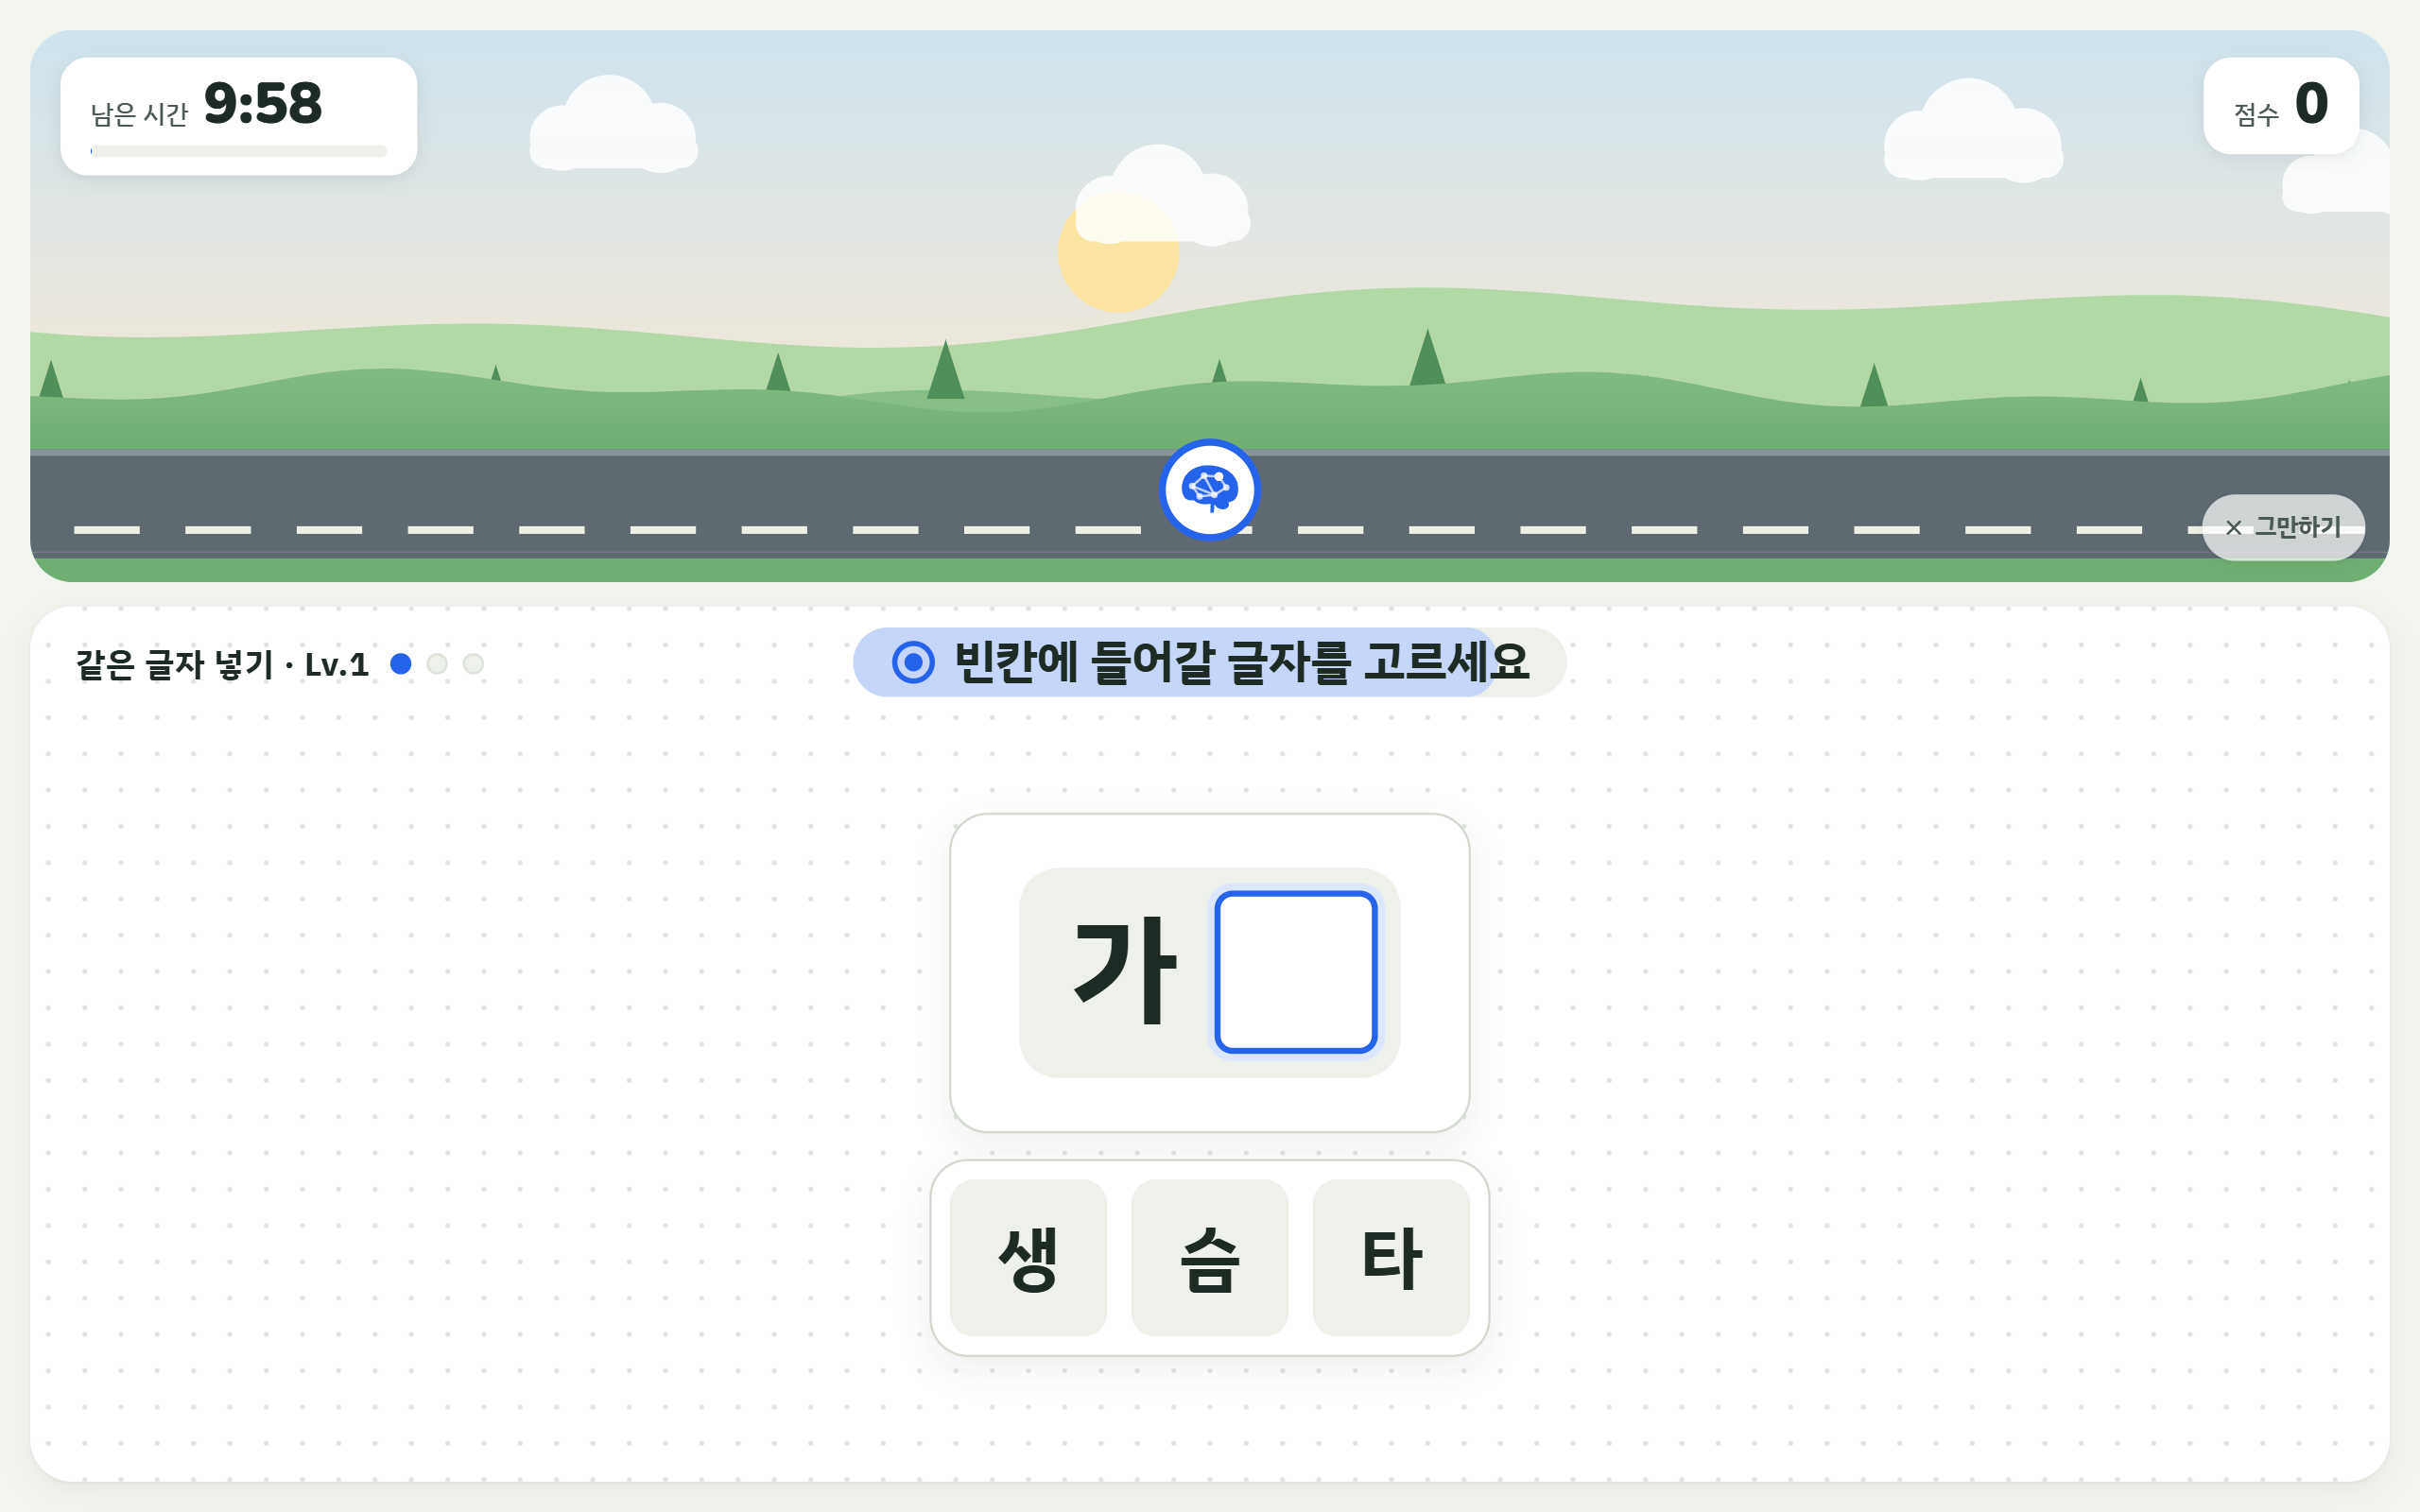 남은 시간 9:58
점수 0
× 그만하기
같은 글자 넣기 · Lv.1
빈칸에 들어갈 글자를 고르세요
가
생 슴 타